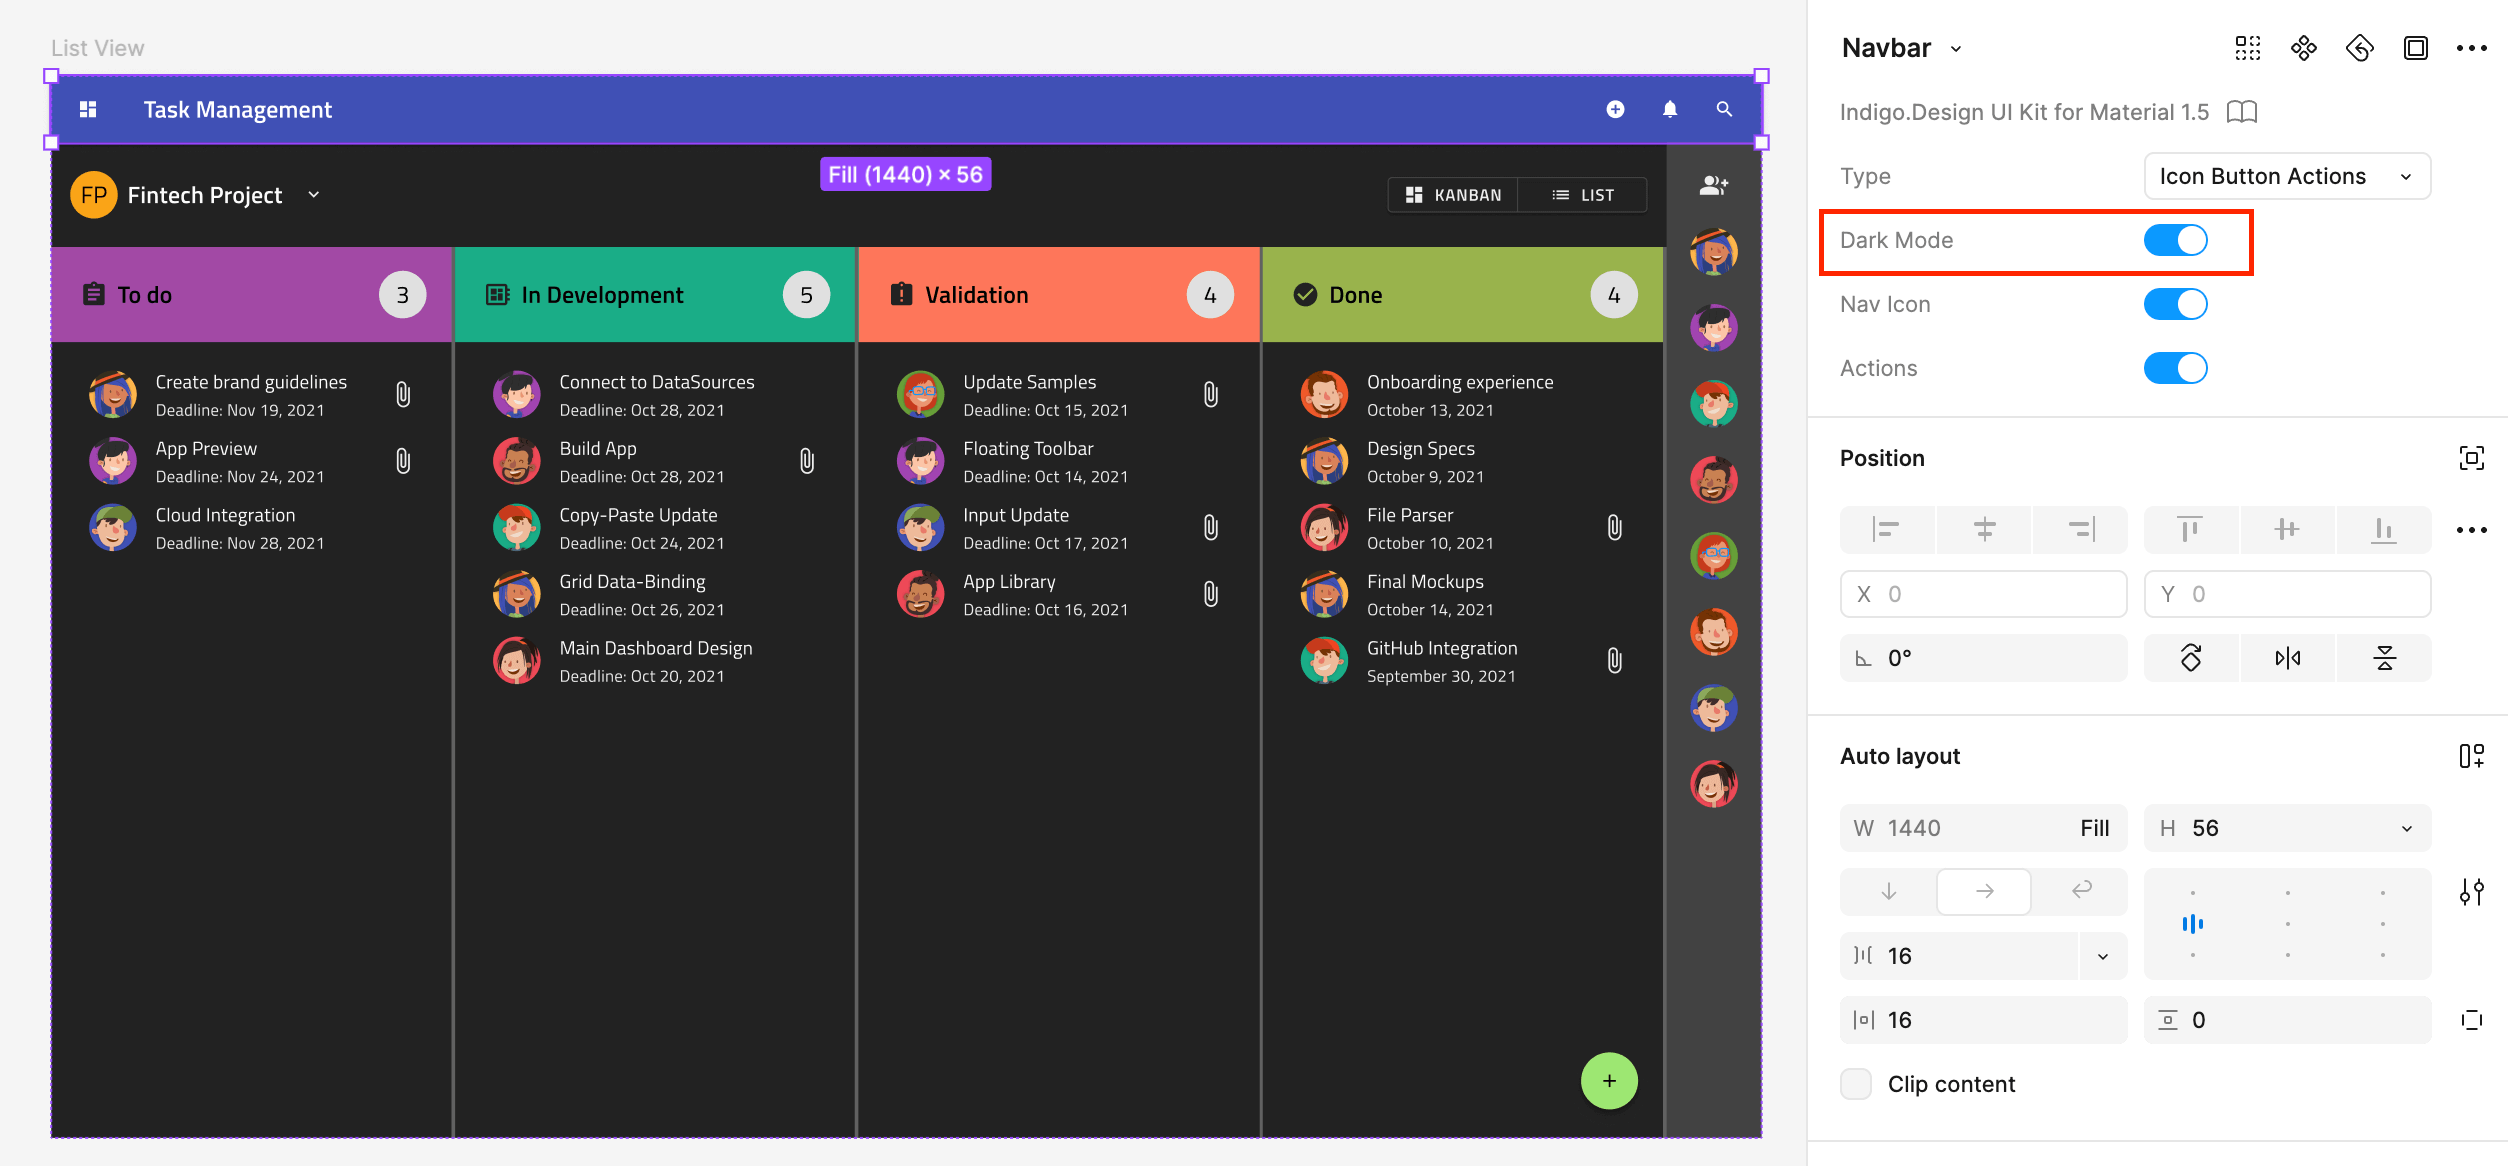 List View
Task Management
Fill (1440) × 56
FP Fintech Project
KANBAN
LIST
To do 3
Create brand guidelines
Deadline: Nov 19, 2021
App Preview
Deadline: Nov 24, 2021
Cloud Integration
Deadline: Nov 28, 2021
In Development 5
Connect to DataSources
Deadline: Oct 28, 2021
Build App
Deadline: Oct 28, 2021
Copy-Paste Update
Deadline: Oct 24, 2021
Grid Data-Binding
Deadline: Oct 26, 2021
Main Dashboard Design
Deadline: Oct 20, 2021
Validation 4
Update Samples
Deadline: Oct 15, 2021
Floating Toolbar
Deadline: Oct 14, 2021
Input Update
Deadline: Oct 17, 2021
App Library
Deadline: Oct 16, 2021
Done 4
Onboarding experience
October 13, 2021
Design Specs
October 9, 2021
File Parser
October 10, 2021
Final Mockups
October 14, 2021
GitHub Integration
September 30, 2021
Navbar
Indigo.Design UI Kit for Material 1.5
Type Icon Button Actions
Dark Mode
Nav Icon
Actions
Position
X 0 Y 0
0°
Auto layout
W 1440 Fill H 56
16
16 0
Clip content